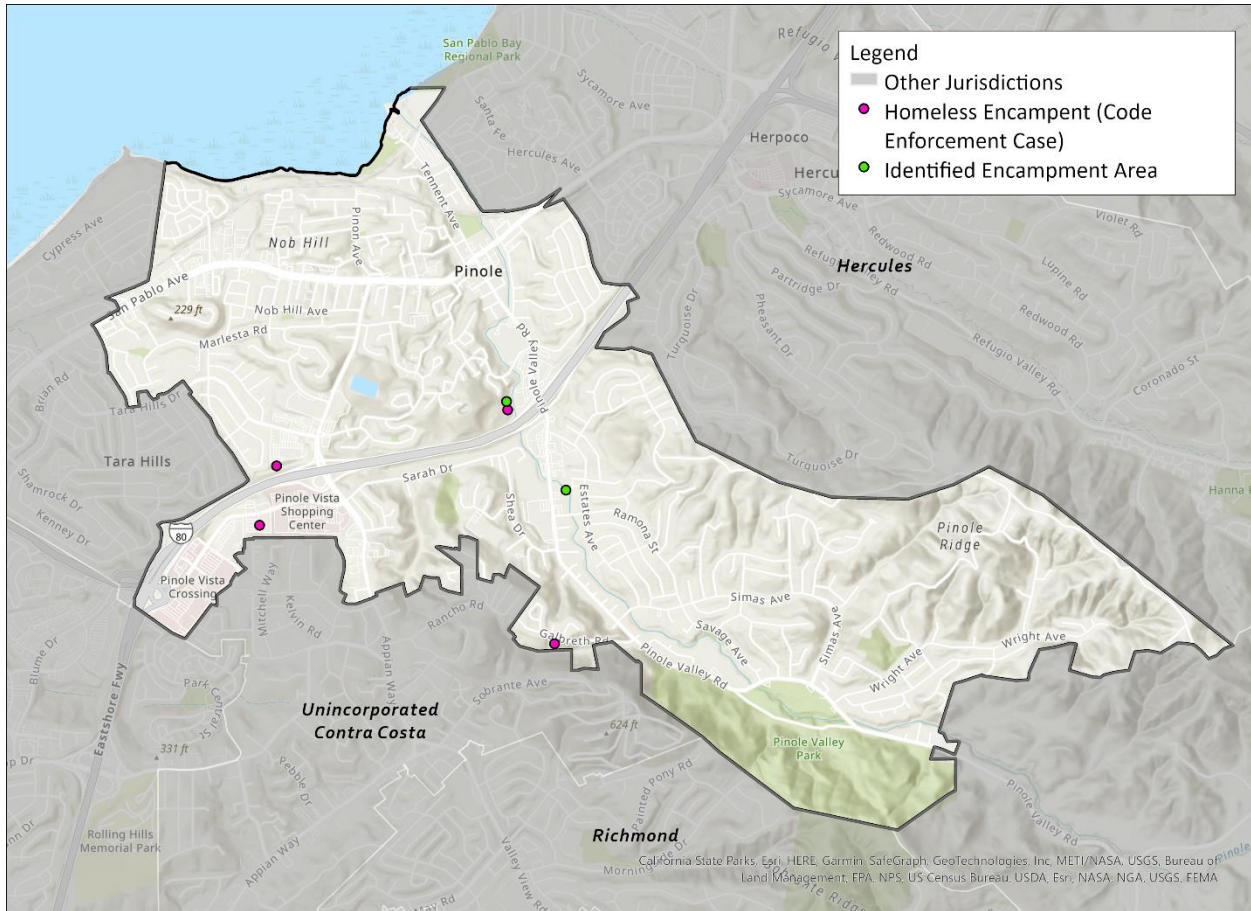 Legend
Other Jurisdictions
Homeless Encampent (Code
Enforcement Case)
Identified Encampment Area
San Pablo Bay
Regional Park
Sycamore Ave
Santa Fe
Hercules Ave
Herpoco
Sycamore Ave
Violet Rd
Redwood Rd
Lupine Rd
Refugio Valley Rd
Partridge Dr
Redwood Rd
Pheasant Dr
Refugio Valley Rd
Coronado St
Turquoise Dr
Hercules
Cypress Ave
Tennent Ave
Pinon Ave
Nob Hill
Pinole
San Pablo Ave
229 ft
Nob Hill Ave
Marlesta Rd
Pinole Valley Rd
Pinole Valley Rd
Brian Rd
Tara Hills Dr
Tara Hills
Shamrock Dr
Kenney Dr
Sarah Dr
Turquoise Dr
Pinole Vista
Shopping
Center
80
Shea Dr
Estates Ave
Ramona St
Pinole
Ridge
Pinole Vista
Crossing
Mitchell Way
Kelvin Rd
Rancho Rd
Appian Way
Simas Ave
Simas Ave
Savage Ave
Wright Ave
Wright Ave
Galbreth Rd
Pinole Valley Rd
Blume Dr
Eastshore Fwy
Park
Central St
331 ft
Pebble Dr
Sobrante Ave
Unincorporated
Contra Costa
624 ft
Pinole Valley
Park
Pinole Valley Rd
Painted Pony Rd
Rolling Hills
Memorial Park
Appian Way
Valley View Rd
Richmond
California State Parks, Esri, HERE, Garmin, SafeGraph, GeoTechnologies, Inc, METI/NASA, USGS, Bureau of
Land Management, EPA, NPS, US Census Bureau, USDA, Esri, NASA, NGA, USGS, FEMA